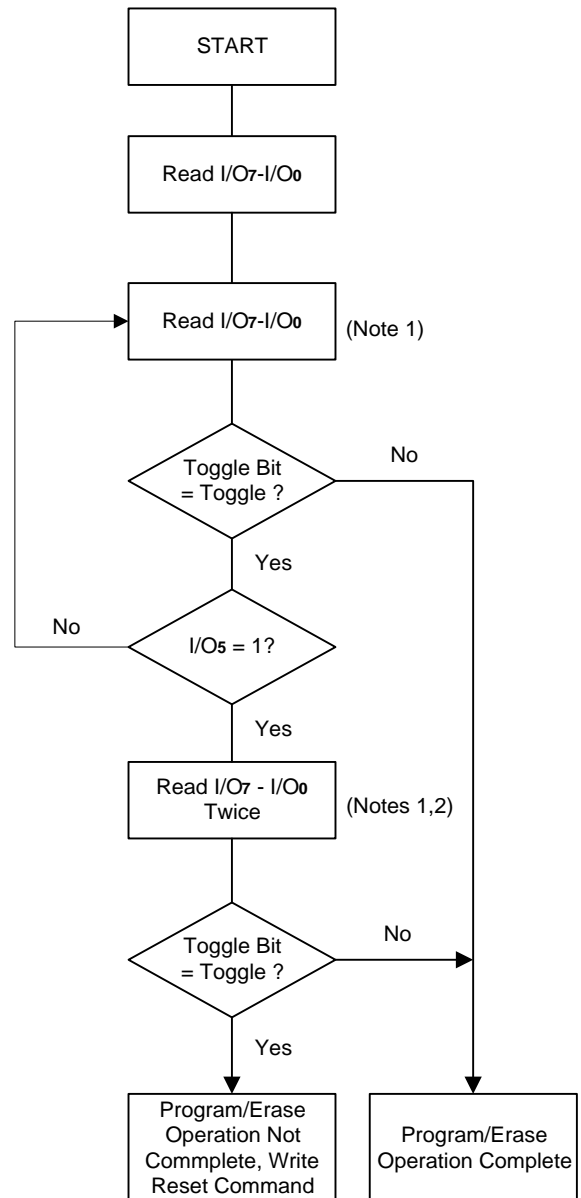 START
Read I/O7-I/O0
Read I/O7-I/O0
(Note 1)
Toggle Bit
= Toggle ?
No
Yes
No
I/O5 = 1?
Yes
Read I/O7 - I/O0
Twice
(Notes 1,2)
Toggle Bit
= Toggle ?
No
Yes
Program/Erase
Operation Not
Commplete, Write
Reset Command
Program/Erase
Operation Complete